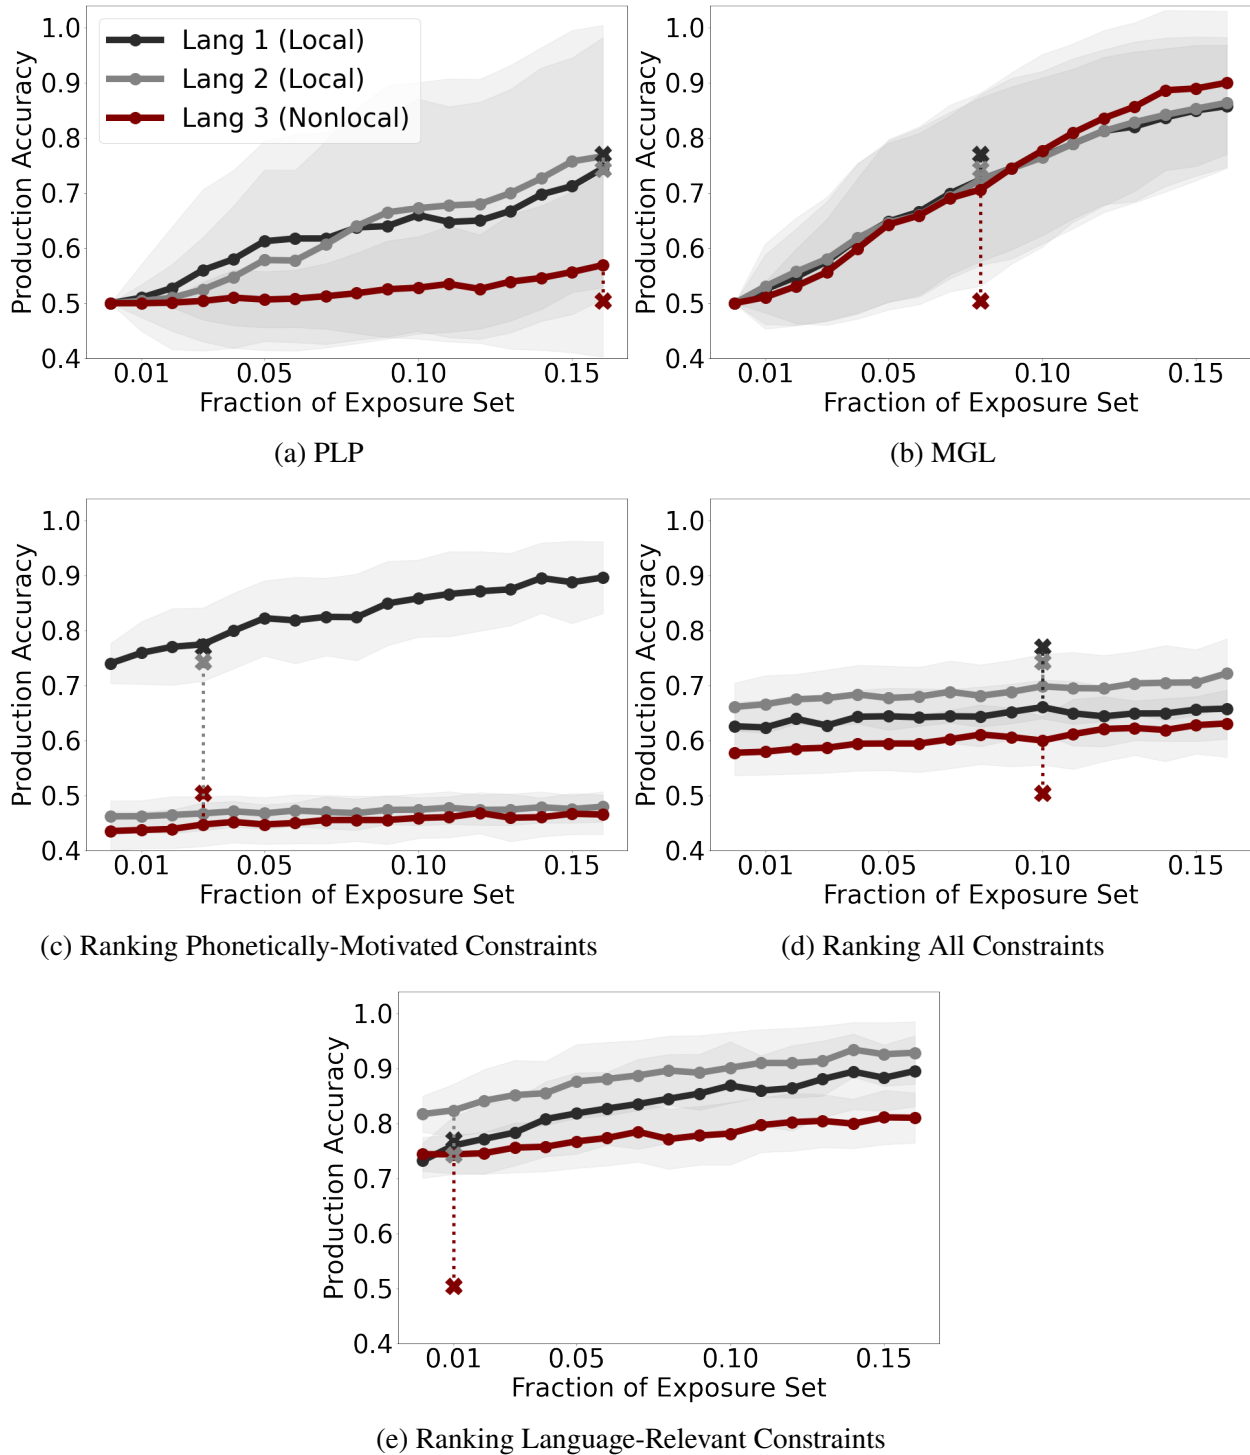 Production Accuracy
1.0
0.9
0.8
0.7
0.6
0.5
0.4
Lang 1 (Local)
Lang 2 (Local)
Lang 3 (Nonlocal)
0.01 0.05 0.10 0.15
Fraction of Exposure Set
(a) PLP
Production Accuracy
1.0
0.9
0.8
0.7
0.6
0.5
0.4
0.01 0.05 0.10 0.15
Fraction of Exposure Set
(b) MGL
Production Accuracy
1.0
0.9
0.8
0.7
0.6
0.5
0.4
0.01 0.05 0.10 0.15
Fraction of Exposure Set
(c) Ranking Phonetically-Motivated Constraints
Production Accuracy
1.0
0.9
0.8
0.7
0.6
0.5
0.4
0.01 0.05 0.10 0.15
Fraction of Exposure Set
(d) Ranking All Constraints
Production Accuracy
1.0
0.9
0.8
0.7
0.6
0.5
0.4
0.01 0.05 0.10 0.15
Fraction of Exposure Set
(e) Ranking Language-Relevant Constraints